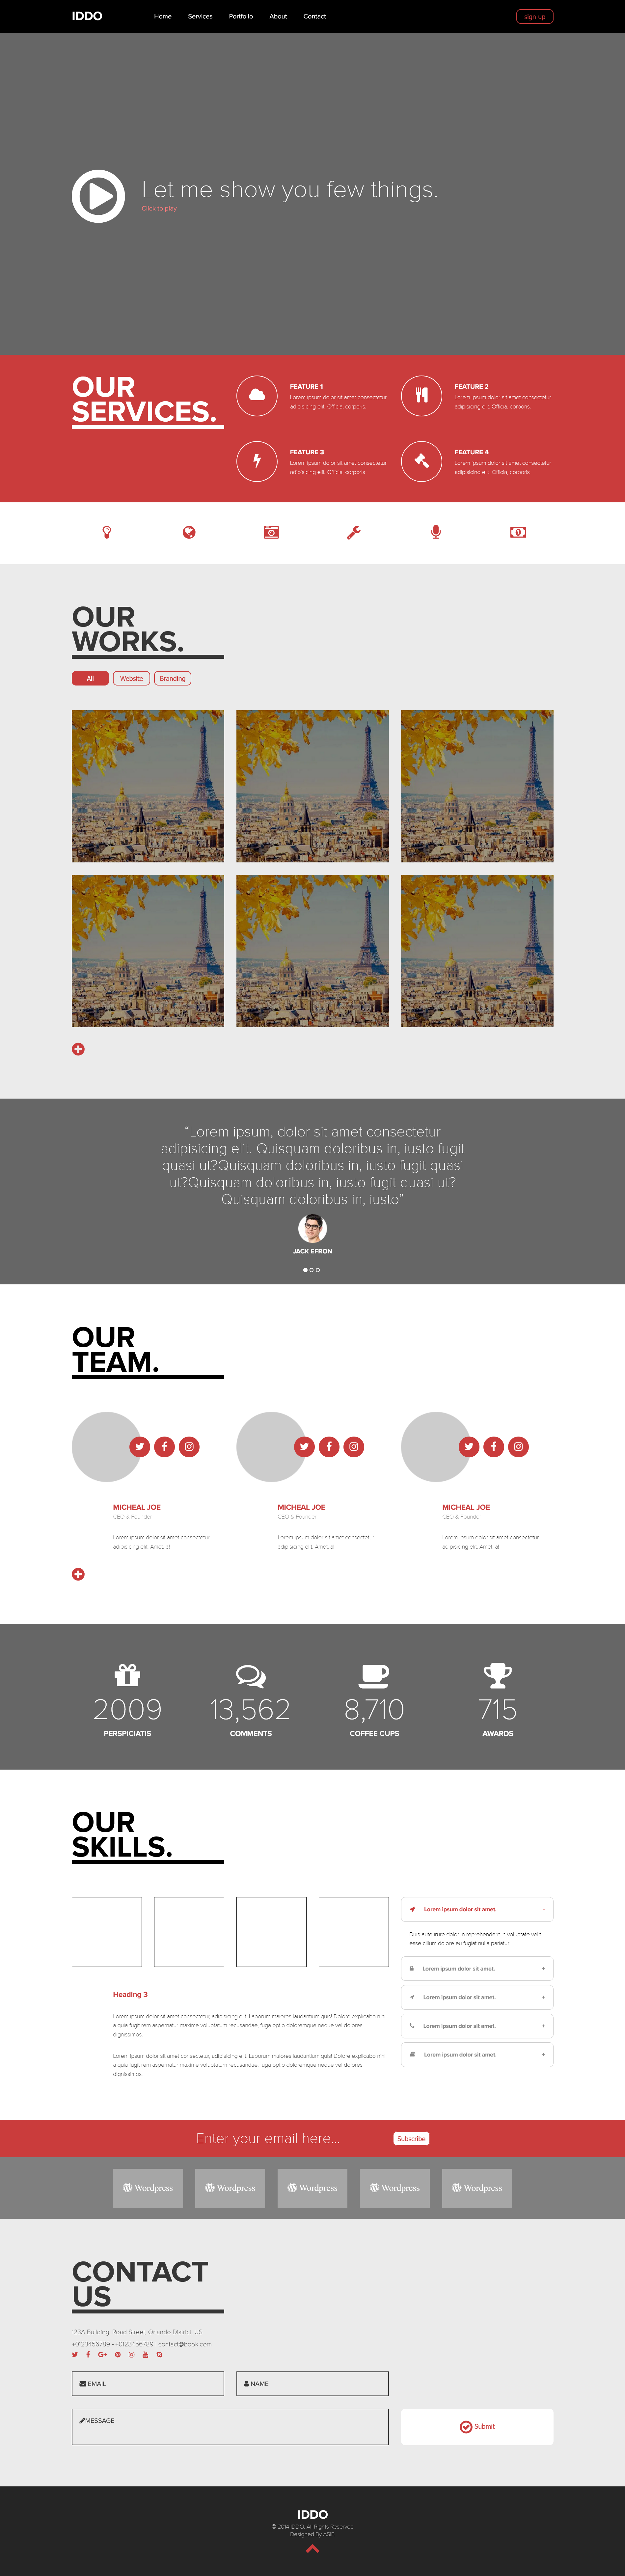 IDDO
Home Services Portfolio About Contact
sign up
Let me show you few things.
Click to play.
OUR
SERVICES.
FEATURE 1
Lorem ipsum dolor sit amet consectetur
adipisicing elit. Officia, corporis.
FEATURE 2
Lorem ipsum dolor sit amet consectetur
adipisicing elit. Officia, corporis.
FEATURE 3
Lorem ipsum dolor sit amet consectetur
adipisicing elit. Officia, corporis.
FEATURE 4
Lorem ipsum dolor sit amet consectetur
adipisicing elit. Officia, corporis.
OUR
WORKS.
All Website Branding
“Lorem ipsum, dolor sit amet consectetur
adipisicing elit. Quisquam doloribus in, iusto fugit
quasi ut?Quisquam doloribus in, iusto fugit quasi
ut?Quisquam doloribus in, iusto fugit quasi ut?
Quisquam doloribus in, iusto”
JACK EFRON
OUR
TEAM.
MICHEAL JOE
CEO & Founder
Lorem ipsum dolor sit amet consectetur
adipisicing elit. Amet, a!
MICHEAL JOE
CEO & Founder
Lorem ipsum dolor sit amet consectetur
adipisicing elit. Amet, a!
MICHEAL JOE
CEO & Founder
Lorem ipsum dolor sit amet consectetur
adipisicing elit. Amet, a!
2009
PERSPICIATIS
13,562
COMMENTS
8,710
COFFEE CUPS
715
AWARDS
OUR
SKILLS.
Heading 3
Lorem ipsum dolor sit amet consectetur, adipisicing elit. Laborum maiores laudantium quis! Dolore explicabo nihil
a quia fugit rem aspernatur maxime voluptatum recusandae, fuga optio doloremque neque vel dolores
dignissimos.
Lorem ipsum dolor sit amet consectetur, adipisicing elit. Laborum maiores laudantium quis! Dolore explicabo nihil
a quia fugit rem aspernatur maxime voluptatum recusandae, fuga optio doloremque neque vel dolores
dignissimos.
Lorem ipsum dolor sit amet. -
Duis aute irure dolor in reprehenderit in voluptate velit
esse cillum dolore eu fugiat nulla pariatur.
Lorem ipsum dolor sit amet. +
Lorem ipsum dolor sit amet. +
Lorem ipsum dolor sit amet. +
Lorem ipsum dolor sit amet. +
Enter your email here...
Subscribe
Wordpress Wordpress Wordpress Wordpress Wordpress
CONTACT
US
123A Building, Road Street, Orlando District, US
+0123456789 - +0123456789 | contact@book.com
EMAIL
NAME
MESSAGE
Submit
IDDO
© 2014 IDDO. All Rights Reserved
Designed By ASIF